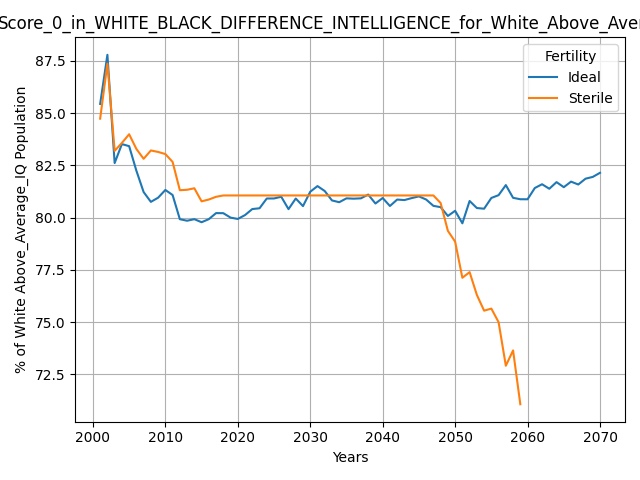 Score_0_in_WHITE_BLACK_DIFFERENCE_INTELLIGENCE_for_White_Above_Aver
Fertility
Ideal
Sterile
87.5
85.0
82.5
80.0
77.5
75.0
72.5
% of White Above_Average_IQ Population
2000 2010 2020 2030 2040 2050 2060 2070
Years